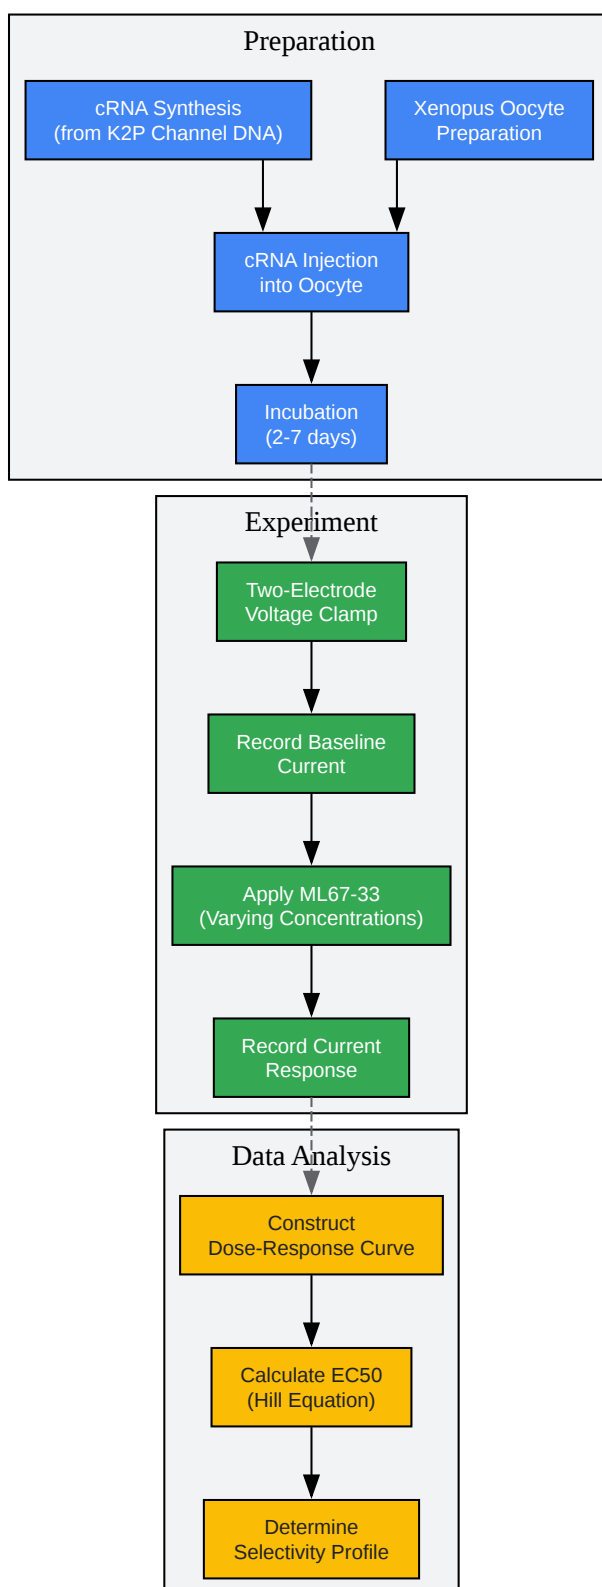 Preparation
cRNA Synthesis
(from K2P Channel DNA)
Xenopus Oocyte
Preparation
cRNA Injection
into Oocyte
Incubation
(2-7 days)
Experiment
Two-Electrode
Voltage Clamp
Record Baseline
Current
Apply ML67-33
(Varying Concentrations)
Record Current
Response
Data Analysis
Construct
Dose-Response Curve
Calculate EC50
(Hill Equation)
Determine
Selectivity Profile